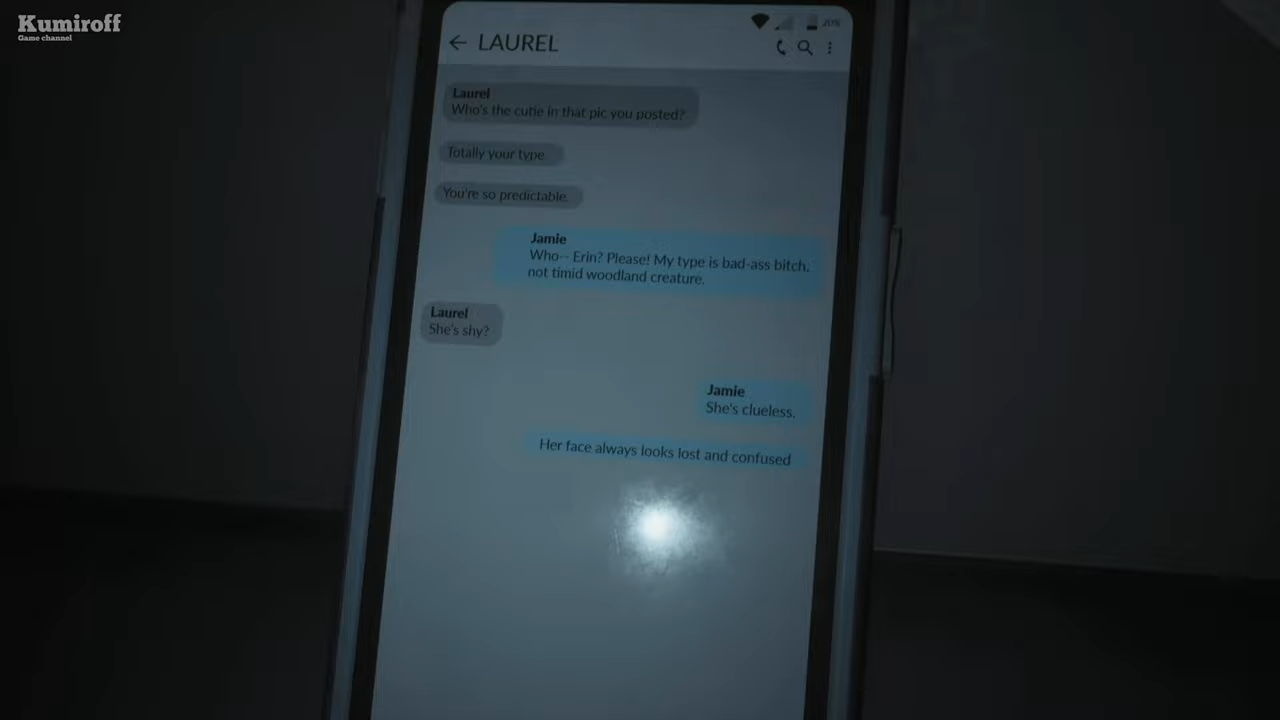 Kumiroff
Game channel
20%
LAUREL
Laurel
Who's the cutie in that pic you posted?
Totally your type.
You're so predictable.
Jamie
Who-- Erin? Please! My type is bad-ass bitch,
not timid woodland creature.
Laurel
She's shy?
Jamie
She's clueless.
Her face always looks lost and confused